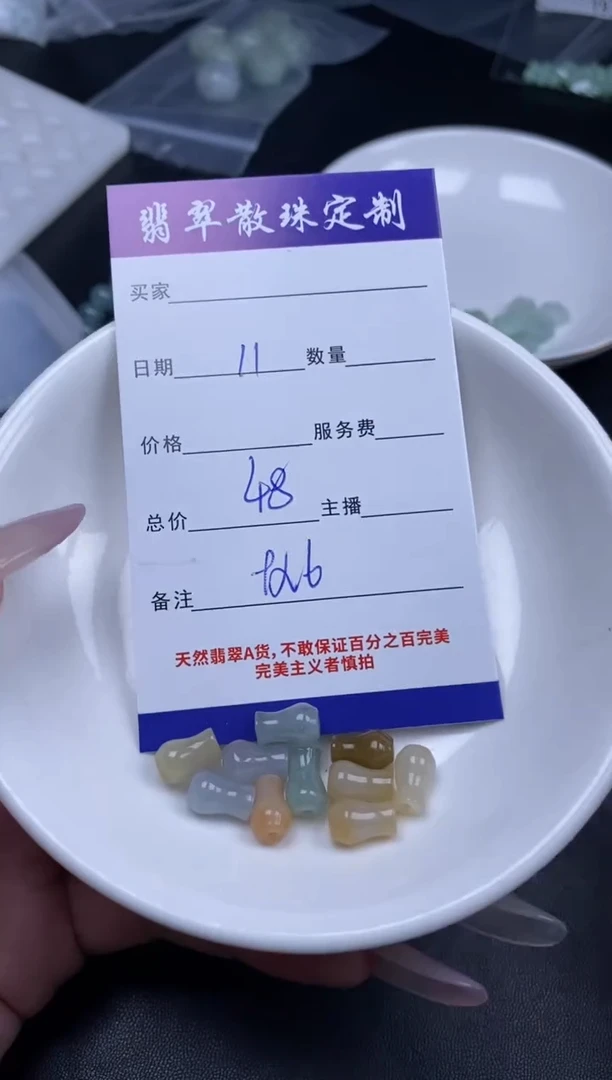 翡翠散珠定制
买家
日期 11 数量
价格 服务费
总价 48 主播
备注
天然翡翠A货,不敢保证百分之百完美
完美主义者慎拍